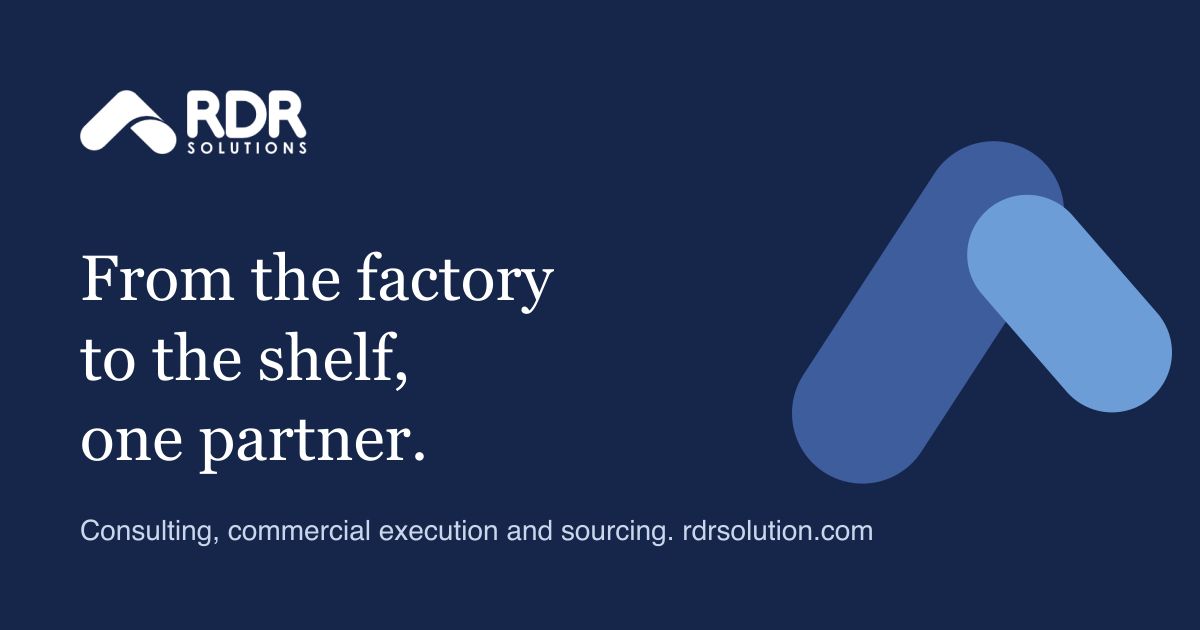 RDR
SOLUTIONS
From the factory
to the shelf,
one partner.
Consulting, commercial execution and sourcing. rdrsolution.com